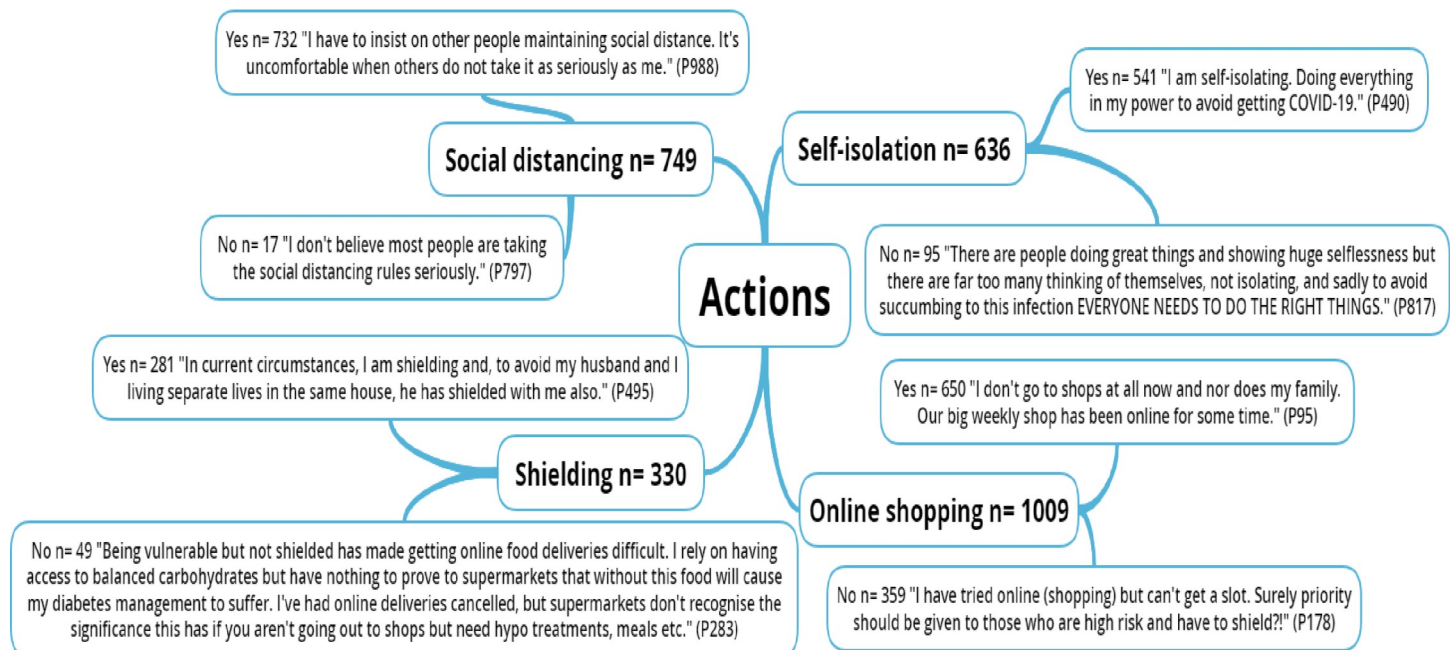 Yes n= 732 "I have to insist on other people maintaining social distance. It's
uncomfortable when others do not take it as seriously as me." (P988)
Social distancing n= 749
No n= 17 "I don't believe most people are taking
the social distancing rules seriously." (P797)
Yes n= 541 "I am self-isolating. Doing everything
in my power to avoid getting COVID-19." (P490)
Self-isolation n= 636
No n= 95 "There are people doing great things and showing huge selflessness but
there are far too many thinking of themselves, not isolating, and sadly to avoid
succumbing to this infection EVERYONE NEEDS TO DO THE RIGHT THINGS." (P817)
Actions
Yes n= 281 "In current circumstances, I am shielding and, to avoid my husband and I
living separate lives in the same house, he has shielded with me also." (P495)
Shielding n= 330
No n= 49 "Being vulnerable but not shielded has made getting online food deliveries difficult. I rely on having
access to balanced carbohydrates but have nothing to prove to supermarkets that without this food will cause
my diabetes management to suffer. I've had online deliveries cancelled, but supermarkets don't recognise the
significance this has if you aren't going out to shops but need hypo treatments, meals etc." (P283)
Yes n= 650 "I don't go to shops at all now and nor does my family.
Our big weekly shop has been online for some time." (P95)
Online shopping n= 1009
No n= 359 "I have tried online (shopping) but can't get a slot. Surely priority
should be given to those who are high risk and have to shield?!" (P178)